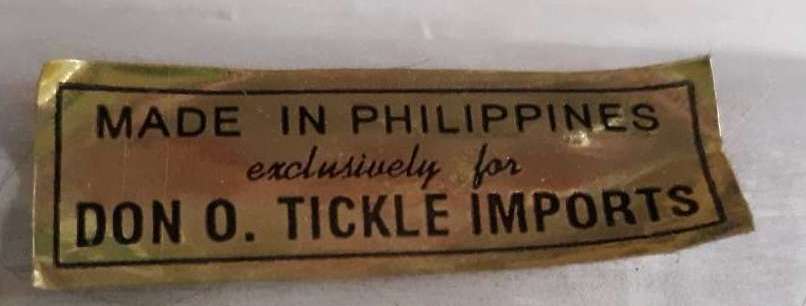 MADE IN PHILIPPINES
exclusively for
DON O. TICKLE IMPORTS